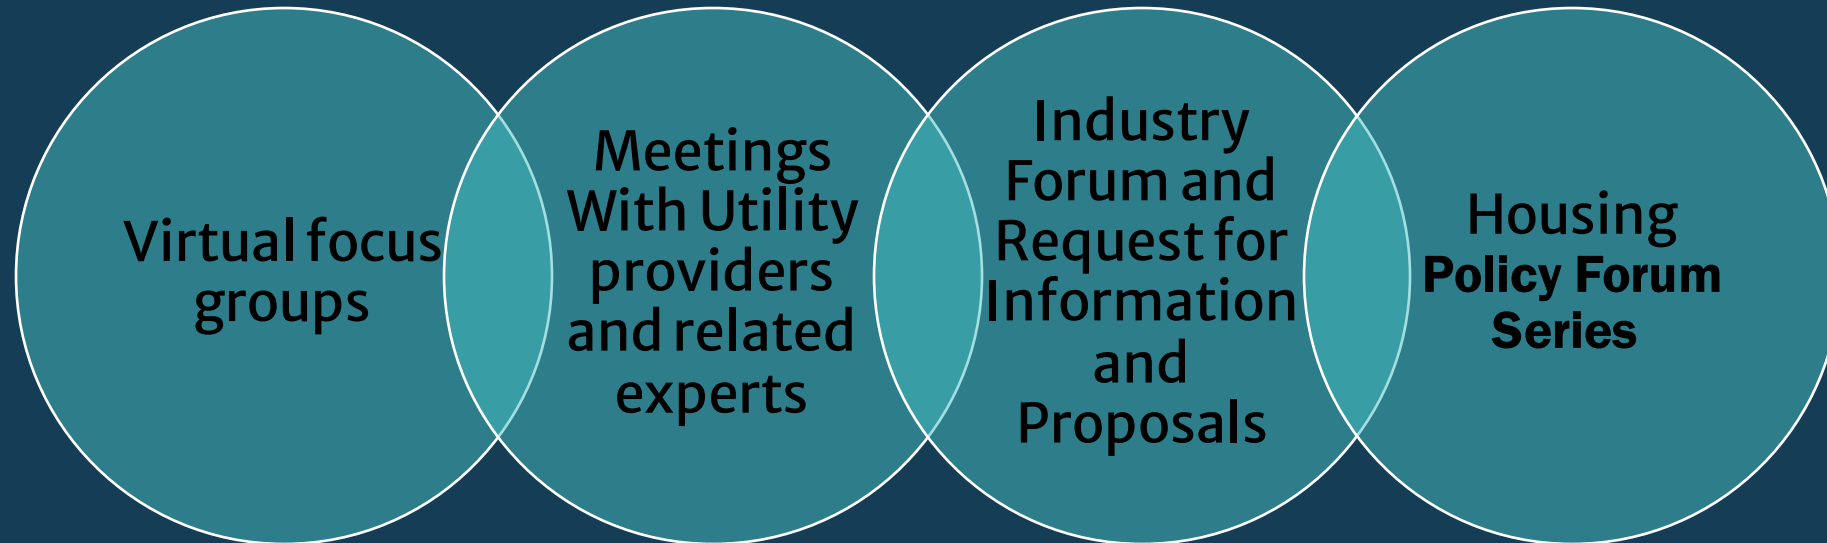 Virtual focus
groups
Meetings
With Utility
providers
and related
experts
Industry
Forum and
Request for
Information
and
Proposals
Housing
Policy Forum
Series